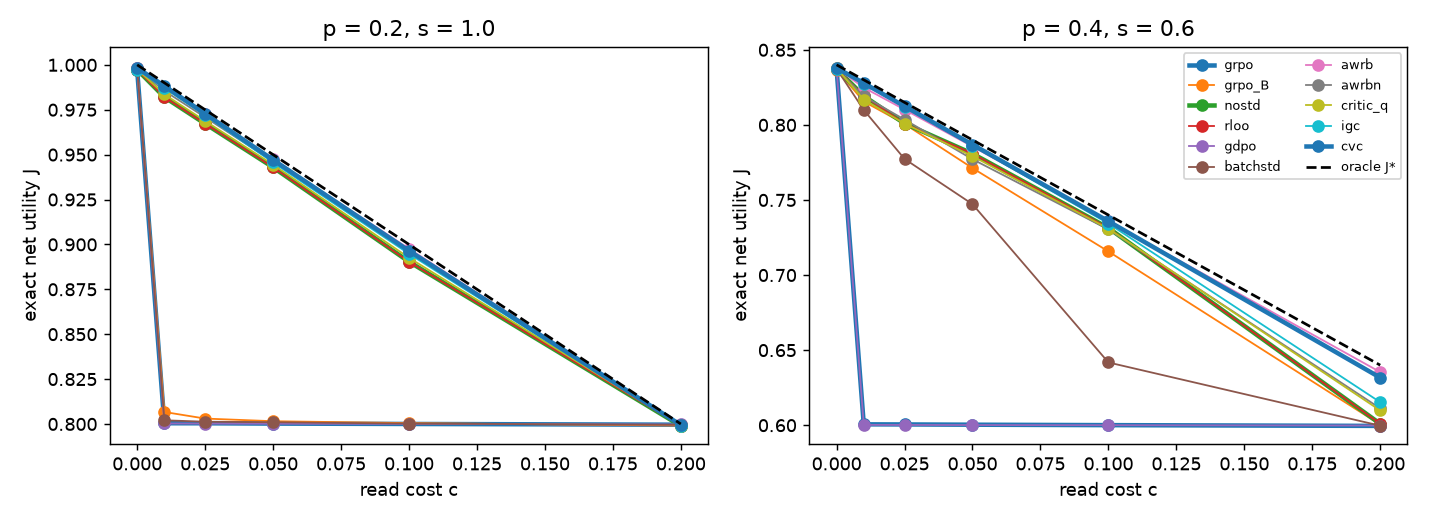 p = 0.2, s = 1.0
exact net utility J
1.000
0.975
0.950
0.925
0.900
0.875
0.850
0.825
0.800
0.000 0.025 0.050 0.075 0.100 0.125 0.150 0.175 0.200
read cost c
p = 0.4, s = 0.6
exact net utility J
0.85
0.80
0.75
0.70
0.65
0.60
0.000 0.025 0.050 0.075 0.100 0.125 0.150 0.175 0.200
read cost c
grpo
grpo_B
nostd
rloo
gdpo
batchstd
awrb
awrbn
critic_q
igc
cvc
oracle J*